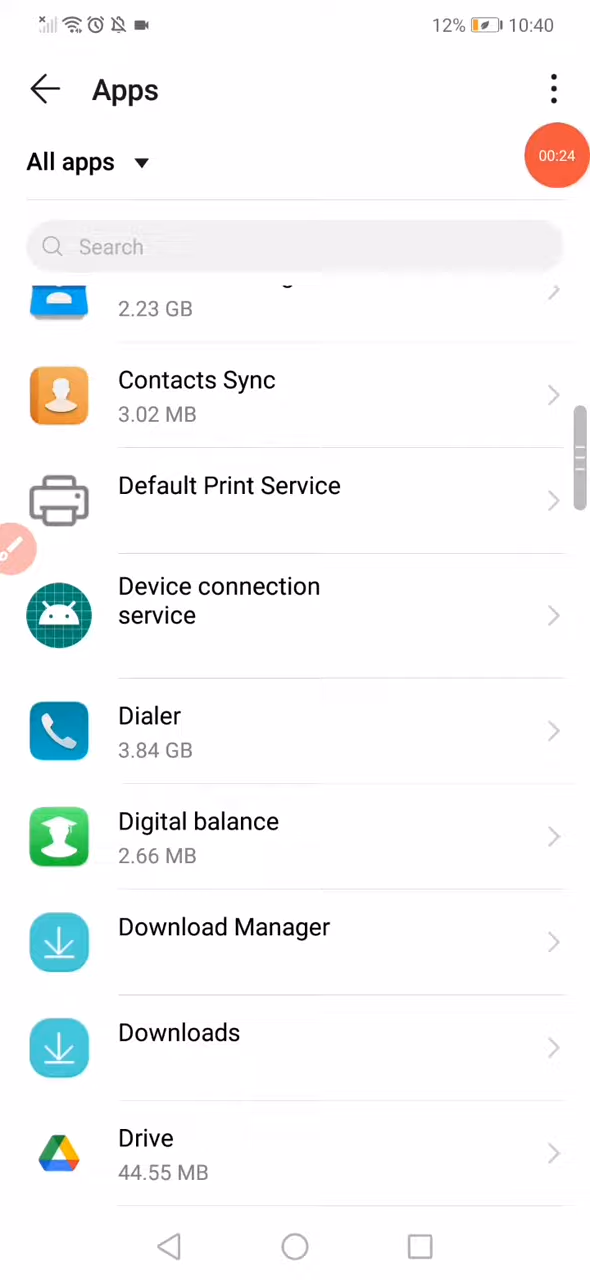 12% 10:40
Apps
All apps
00:24
Search
2.23 GB
Contacts Sync
3.02 MB
Default Print Service
Device connection
service
Dialer
3.84 GB
Digital balance
2.66 MB
Download Manager
Downloads
Drive
44.55 MB